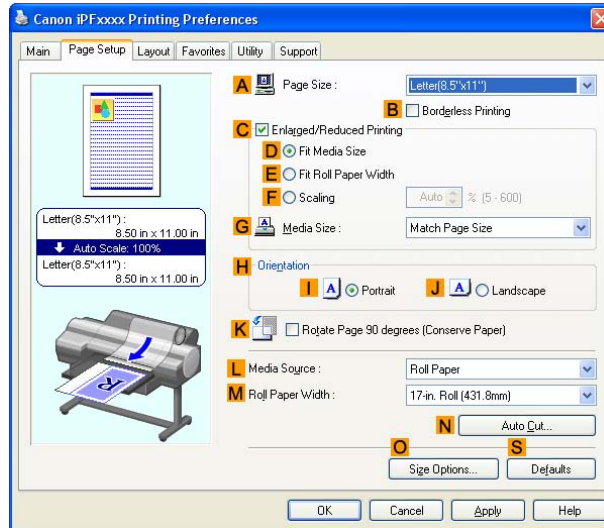 Canon iPFxxxx Printing Preferences
Main Page Setup Layout Favorites Utility Support
A Page Size : Letter(8.5"x11")
B Borderless Printing
C Enlarged/Reduced Printing
D Fit Media Size
E Fit Roll Paper Width
F Scaling Auto % (5 - 600)
Letter(8.5"x11") :
8.50 in x 11.00 in
Auto Scale: 100%
Letter(8.5"x11") :
8.50 in x 11.00 in
G Media Size : Match Page Size
H Orientation
I A Portrait J A Landscape
K Rotate Page 90 degrees (Conserve Paper)
R
L Media Source : Roll Paper
M Roll Paper Width : 17-in. Roll (431.8mm)
N Auto Cut...
O S
Size Options... Defaults
OK Cancel Apply Help